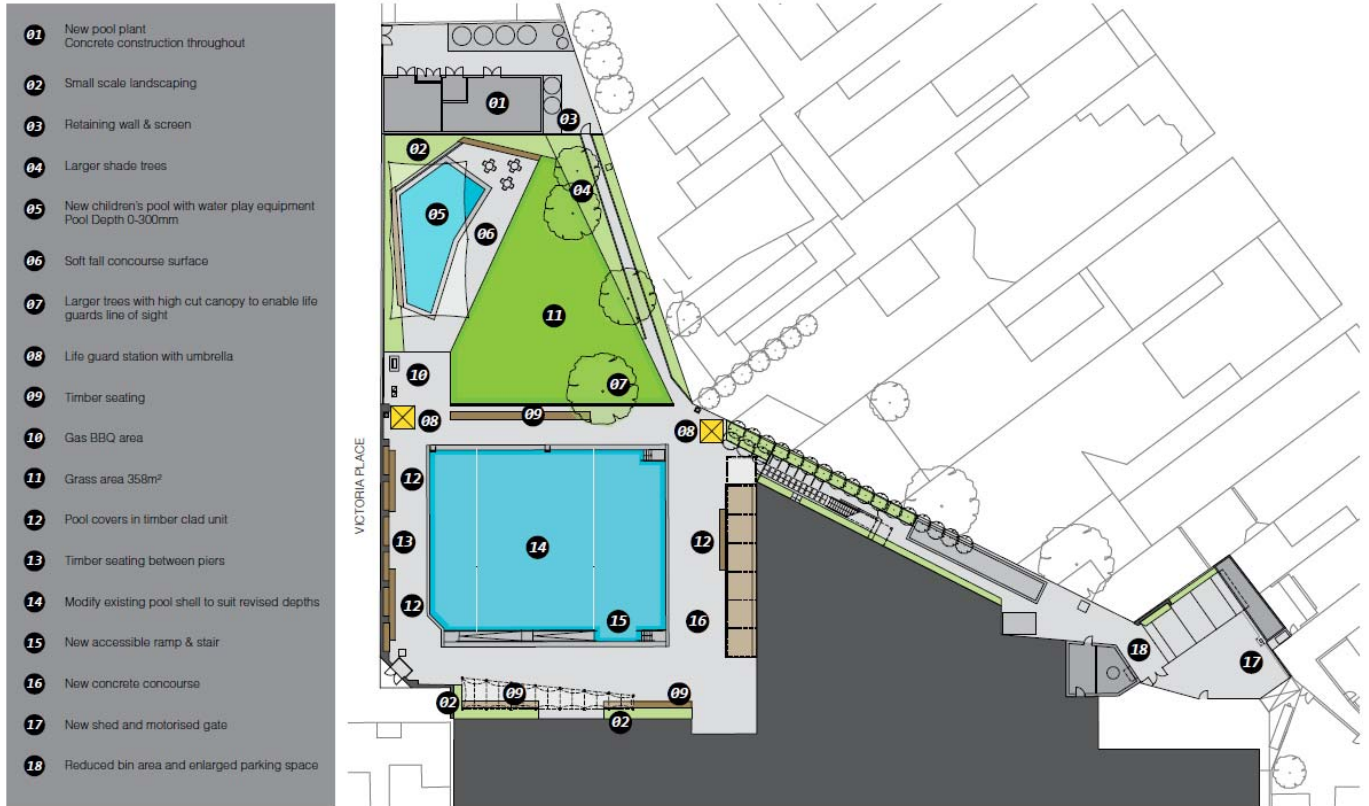 01 New pool plant
Concrete construction throughout
02 Small scale landscaping
03 Retaining wall & screen
04 Larger shade trees
05 New children's pool with water play equipment
Pool Depth 0-300mm
06 Soft fall concourse surface
07 Larger trees with high cut canopy to enable life
guards line of sight
08 Life guard station with umbrella
09 Timber seating
10 Gas BBQ area
11 Grass area 358m²
12 Pool covers in timber clad unit
13 Timber seating between piers
14 Modify existing pool shell to suit revised depths
15 New accessible ramp & stair
16 New concrete concourse
17 New shed and motorised gate
18 Reduced bin area and enlarged parking space
01
03
02
04
05
06
11
10
07
08
09
08
VICTORIA PLACE
12
13
14
12
12
15
16
18
17
02
09
09
02